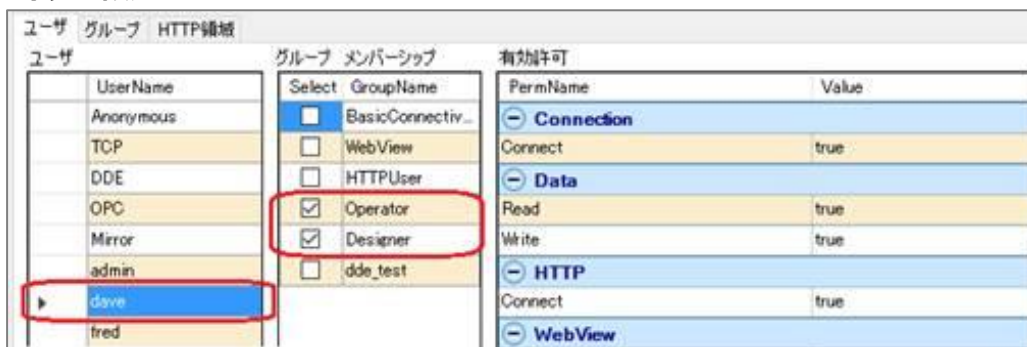 ユーザ グループ HTTP領域
ユーザ グループ メンバーシップ 有効許可
UserName Select GroupName PermName Value
Anonymous BasicConnectiv... Connection
TCP WebView Connect true
DDE HTTPUser Data
OPC Operator Read true
Mirror Designer Write true
admin dde_test HTTP
dave Connect true
fred WebView